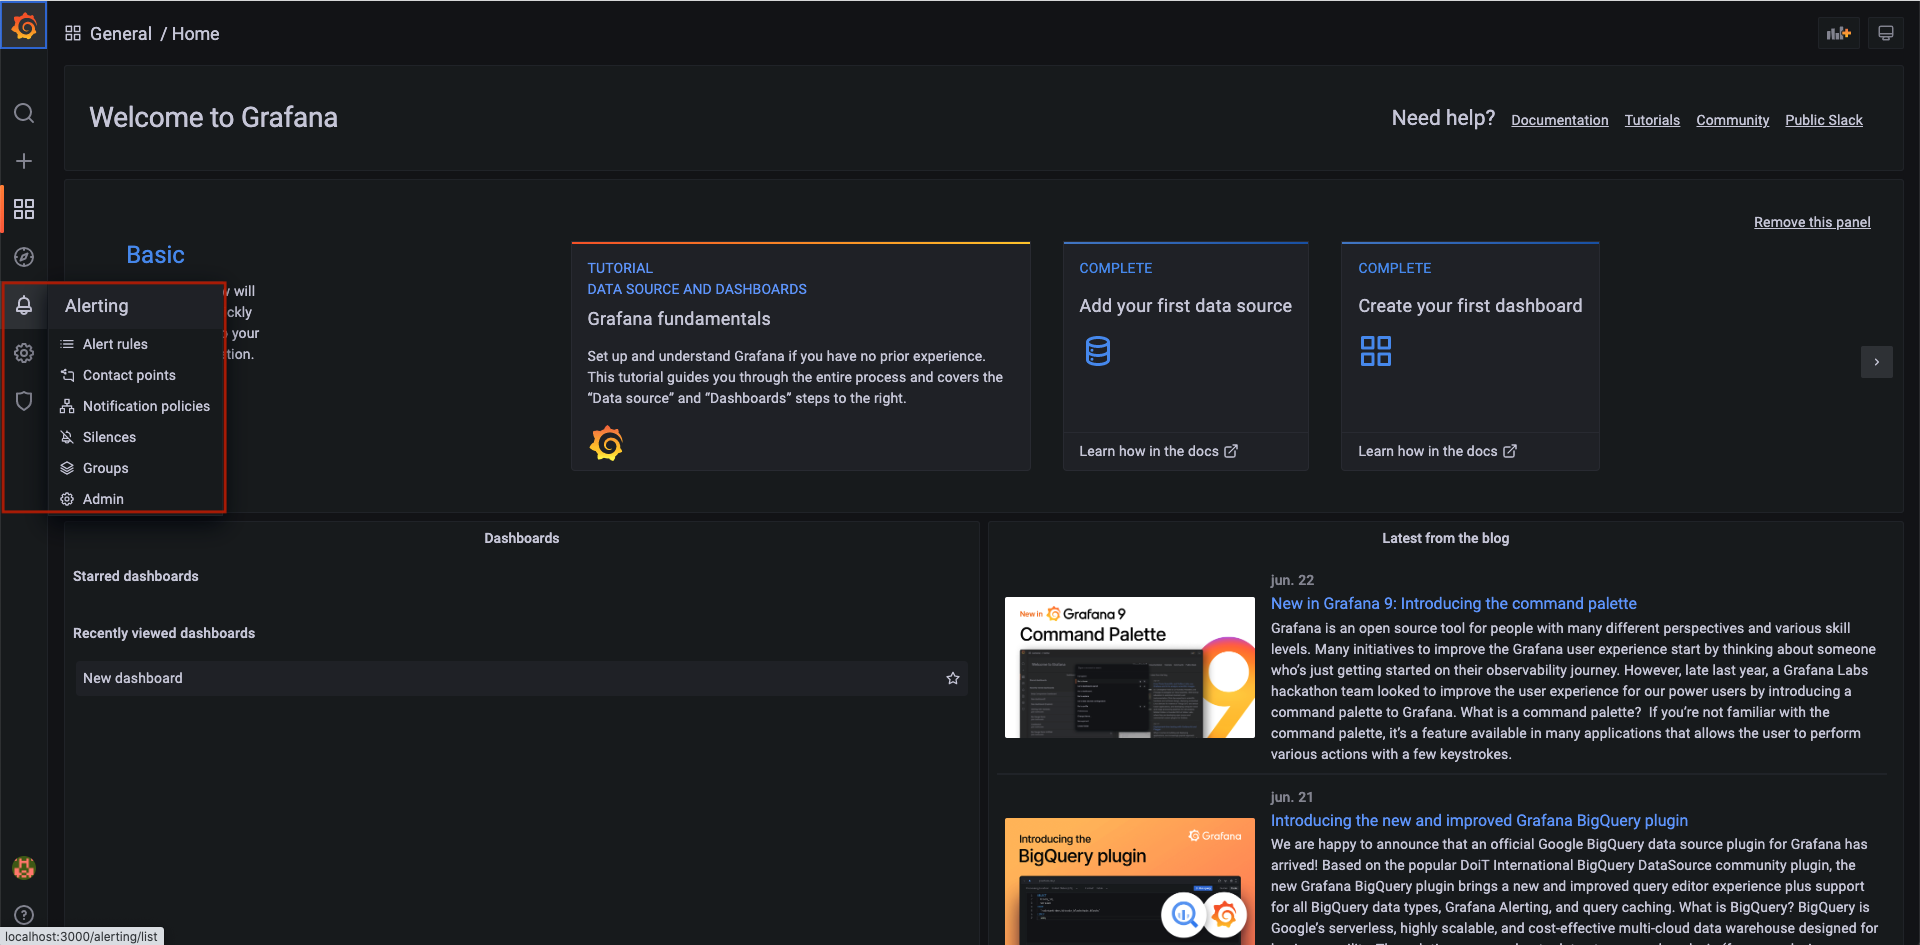 General / Home
Welcome to Grafana
Need help? Documentation Tutorials Community Public Slack
Remove this panel
Basic
will
ckly
your
tion.
TUTORIAL
DATA SOURCE AND DASHBOARDS
Grafana fundamentals
Set up and understand Grafana if you have no prior experience.
This tutorial guides you through the entire process and covers the
“Data source” and “Dashboards” steps to the right.
COMPLETE
Add your first data source
Learn how in the docs
COMPLETE
Create your first dashboard
Learn how in the docs
Alerting
Alert rules
Contact points
Notification policies
Silences
Groups
Admin
Dashboards
Starred dashboards
Recently viewed dashboards
New dashboard
Latest from the blog
New in Grafana 9
Command Palette
jun. 22
New in Grafana 9: Introducing the command palette
Grafana is an open source tool for people with many different perspectives and various skill
levels. Many initiatives to improve the Grafana user experience start by thinking about someone
who’s just getting started on their observability journey. However, late last year, a Grafana Labs
hackathon team looked to improve the user experience for our power users by introducing a
command palette to Grafana. What is a command palette?  If you’re not familiar with the
command palette, it’s a feature available in many applications that allows the user to perform
various actions with a few keystrokes.
Introducing the
BigQuery plugin
Grafana
jun. 21
Introducing the new and improved Grafana BigQuery plugin
We are happy to announce that an official Google BigQuery data source plugin for Grafana has
arrived! Based on the popular DoiT International BigQuery DataSource community plugin, the
new Grafana BigQuery plugin brings a new and improved query editor experience plus support
for all BigQuery data types, Grafana Alerting, and query caching. What is BigQuery? BigQuery is
Google’s serverless, highly scalable, and cost-effective multi-cloud data warehouse designed for
localhost:3000/alerting/list